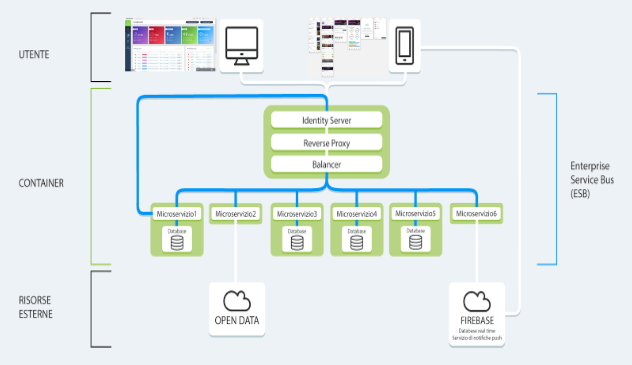 UTENTE
CONTAINER
RISORSE
ESTERNE
Identity Server
Reverse Proxy
Balancer
Enterprise
Service Bus
(ESB)
Microservizio1
Microservizio2
Microservizio3
Microservizio4
Microservizio5
Microservizio6
Database
Database
Database
Database
OPEN DATA
FIREBASE
Database real time
Servizio di notifiche push